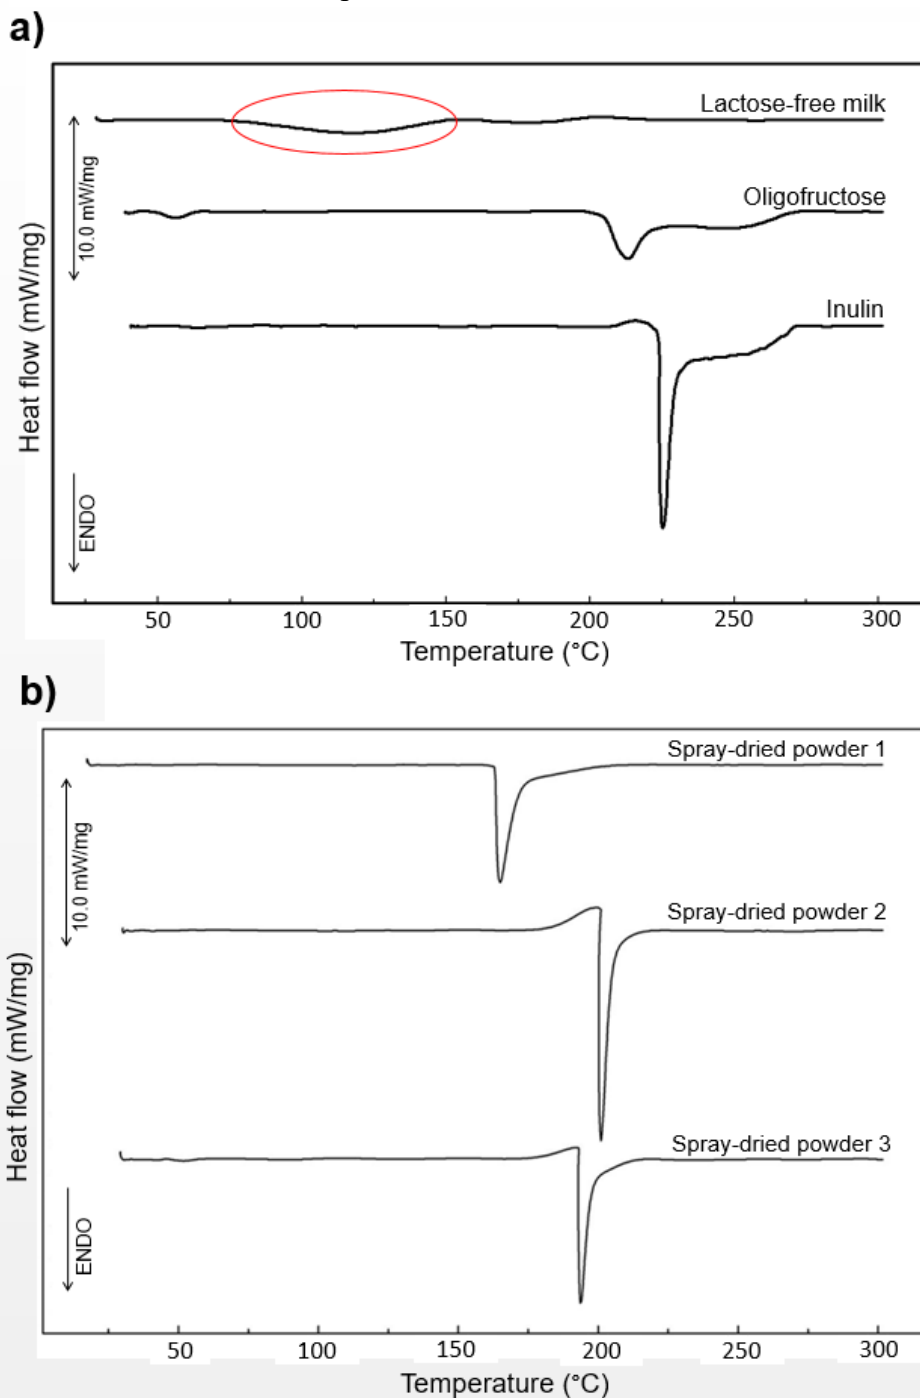 a)
Lactose-free milk
10.0 mW/mg
Oligofructose
Inulin
Heat flow (mW/mg)
ENDO
50 100 150 200 250 300
Temperature (°C)
b)
Spray-dried powder 1
10.0 mW/mg
Spray-dried powder 2
Heat flow (mW/mg)
Spray-dried powder 3
ENDO
50 100 150 200 250 300
Temperature (°C)